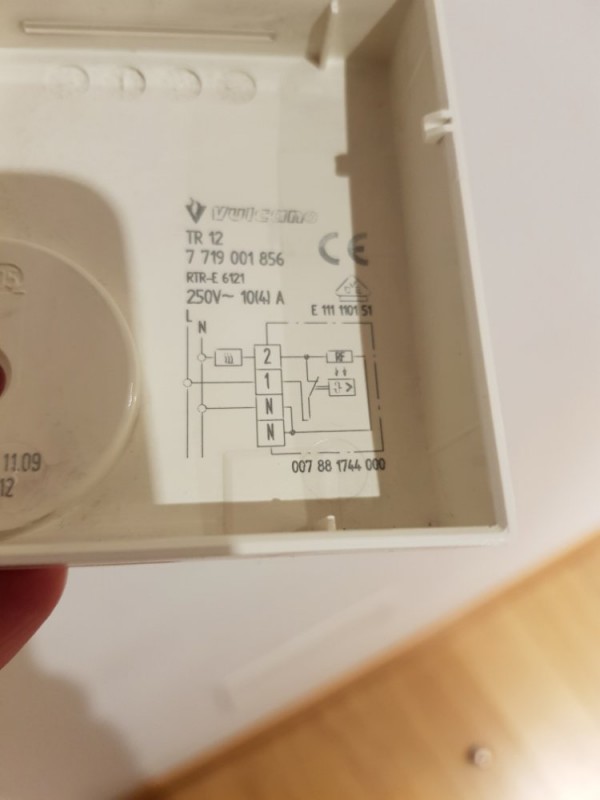 Vulcano
TR 12
7 719 001 856
RTR-E 6121
250V~ 10(4) A
CE
E 111 1101 51
L
N
2
RF
1
N
N
007 88 1744 000
11.09
12